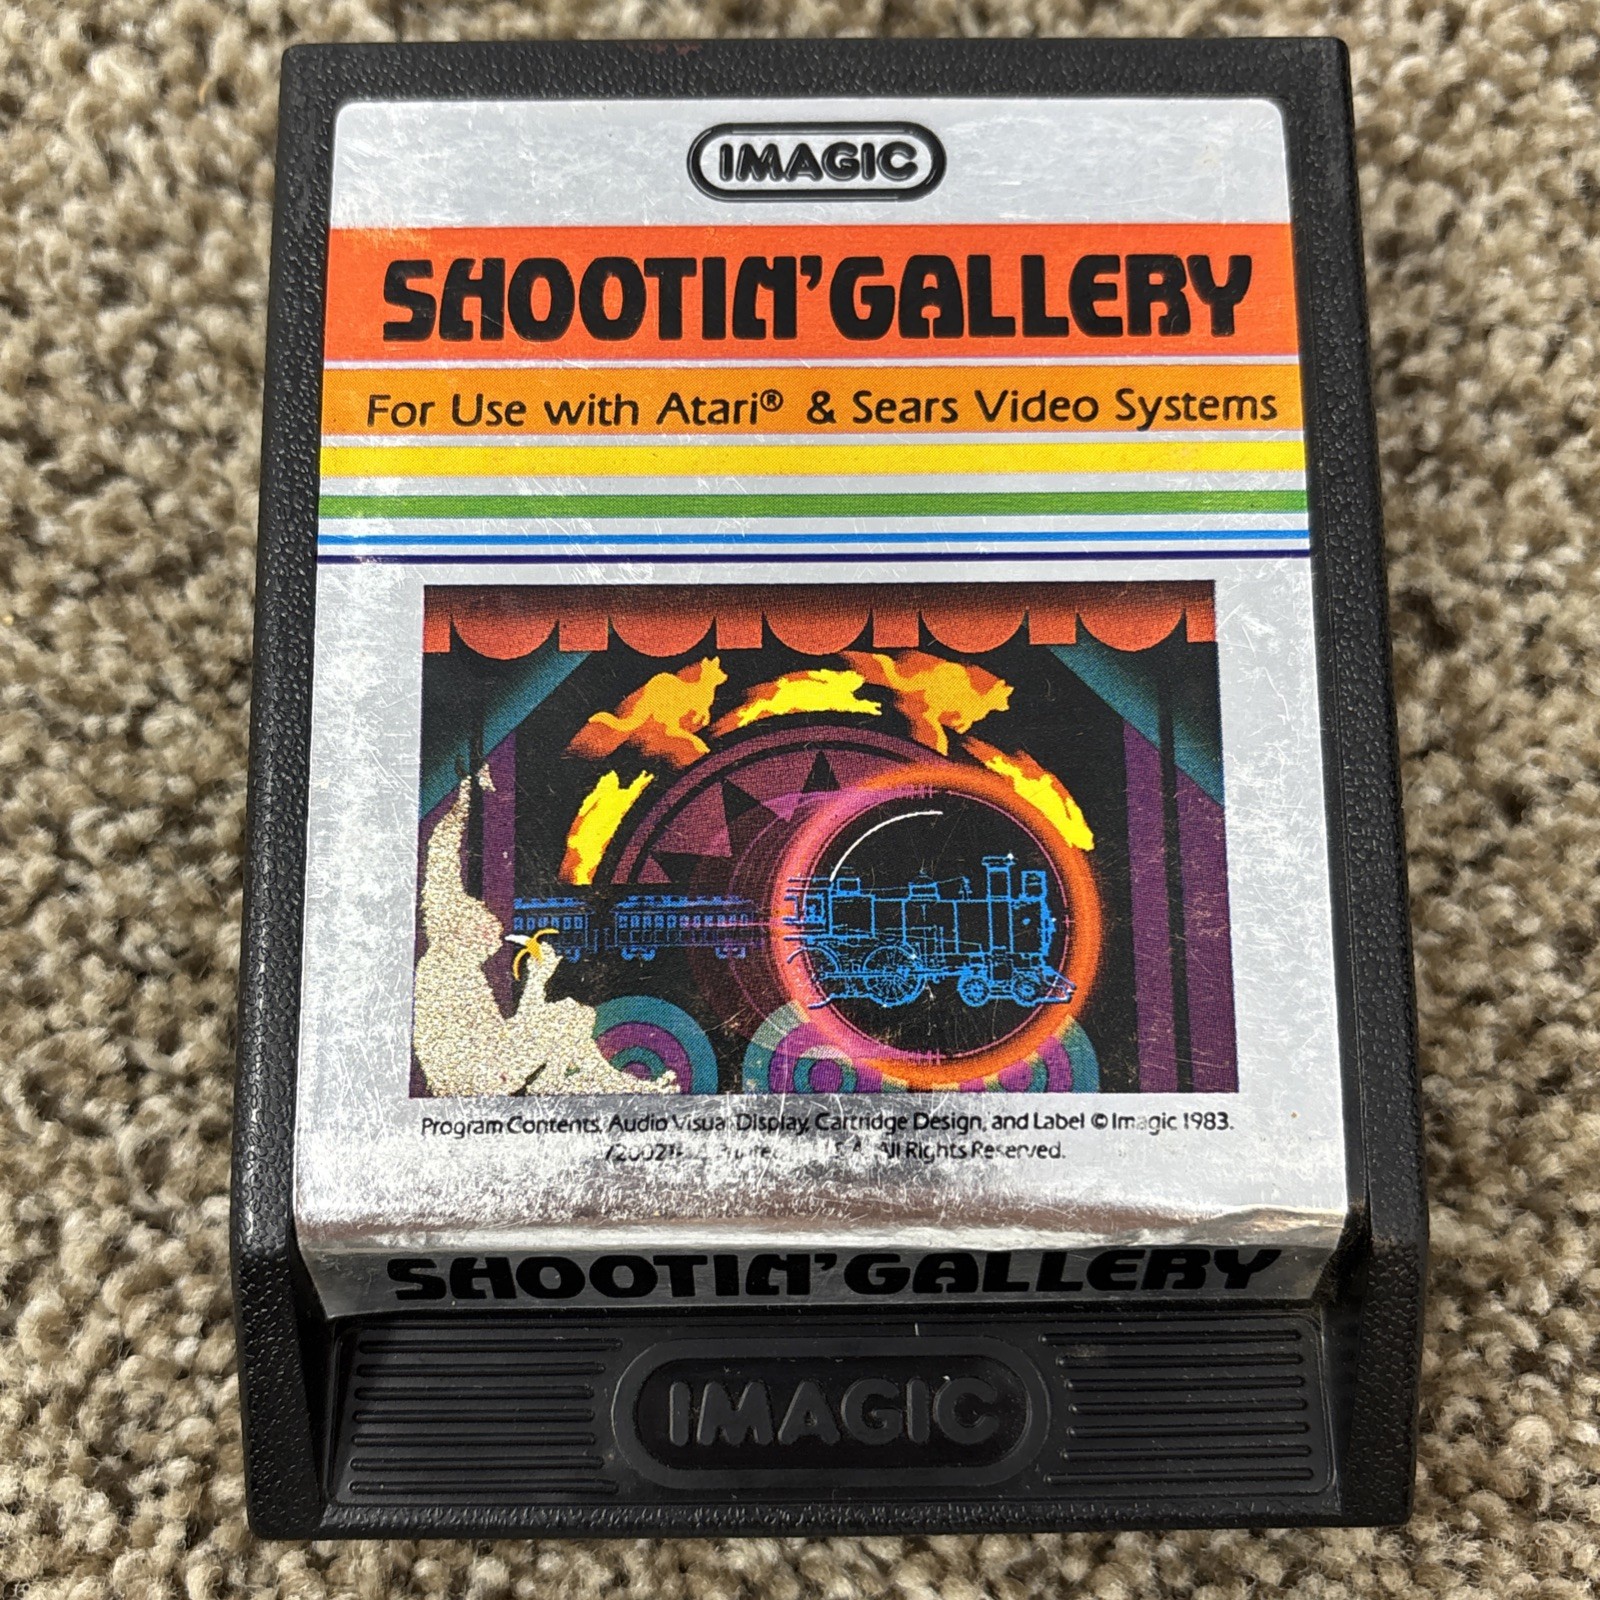 IMAGIC
SHOOTIN' GALLERY
For Use with Atari® & Sears Video Systems
Program Contents, Audio Visual Display, Cartridge Design, and Label © Imagic 1983.
All Rights Reserved.
SHOOTIN' GALLERY
IMAGIC